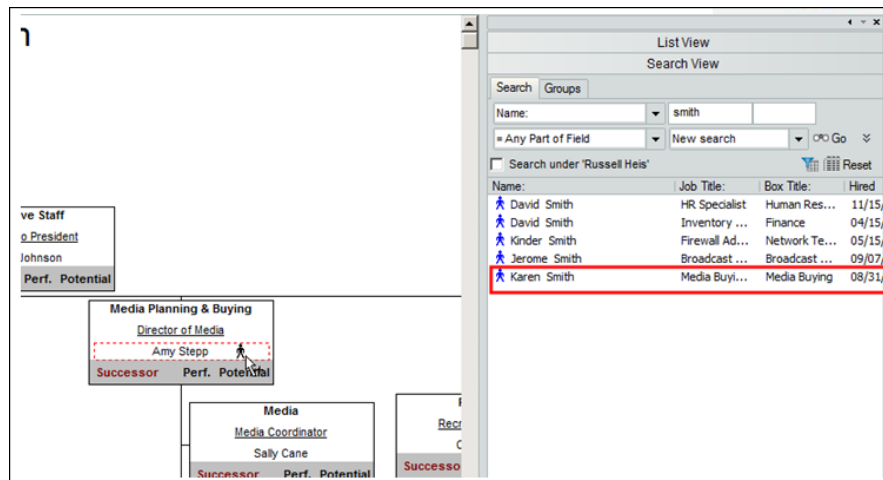 n
ve Staff
o President
Johnson
Perf. Potential
Media Planning & Buying
Director of Media
Amy Stepp
Successor Perf. Potential
Media
Media Coordinator
Sally Cane
Successor Perf. Potential
Recr
C
Successo
List View
Search View
Search Groups
Name: smith
= Any Part of Field New search Go
Search under 'Russell Heis'
Reset
Name: Job Title: Box Title: Hired
David Smith HR Specialist Human Res... 11/15/
David Smith Inventory ... Finance 04/15/
Kinder Smith Firewall Ad... Network Te... 05/15/
Jerome Smith Broadcast ... Broadcast ... 09/07/
Karen Smith Media Buyi... Media Buying 08/31/